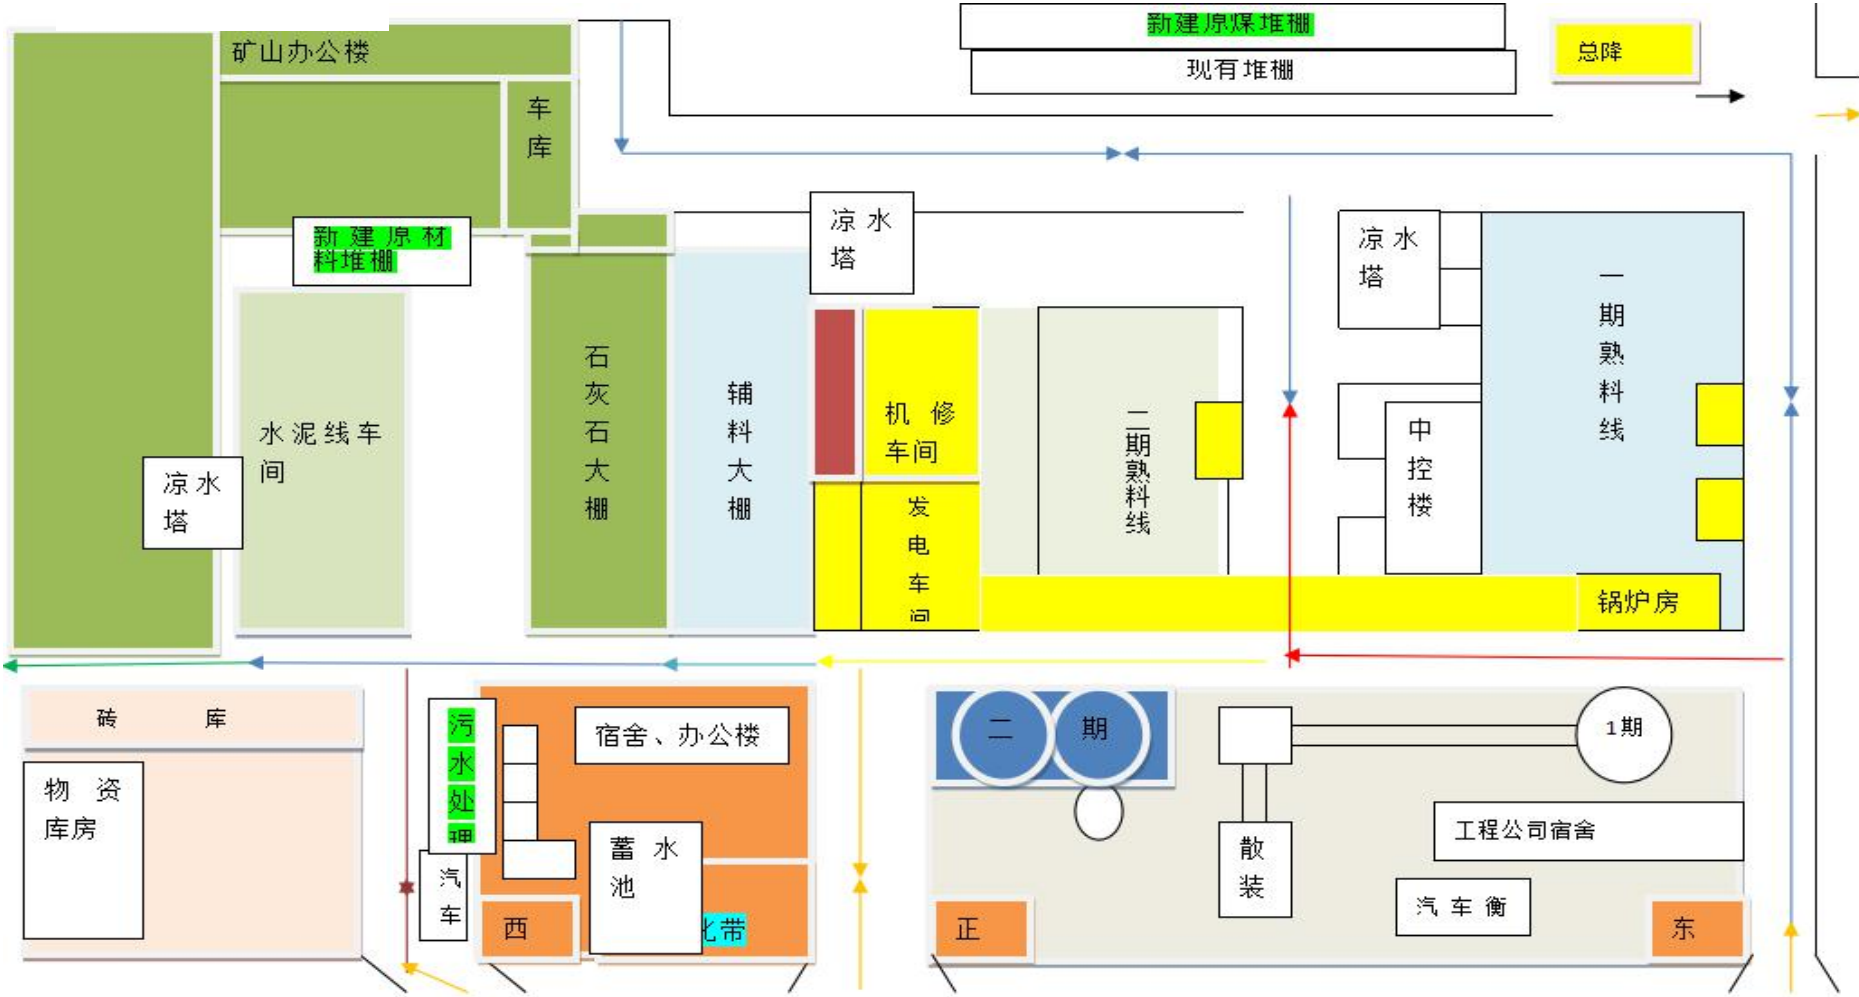 新建原煤堆棚
现有堆棚
总降
矿山办公楼
车
库
新建原材
料堆棚
凉水
塔
凉水
塔
一
期
熟
料
线
石
灰
石
大
棚
辅
料
大
棚
机修
车间
二
期
熟
料
线
中
控
楼
水泥线车
间
凉水
塔
发
电
车
间
锅炉房
砖库
物资
库房
污
水
处
理
宿舍、办公楼
蓄水
池
化带
汽
车
西
二期
1期
散
装
工程公司宿舍
汽车衡
正
东